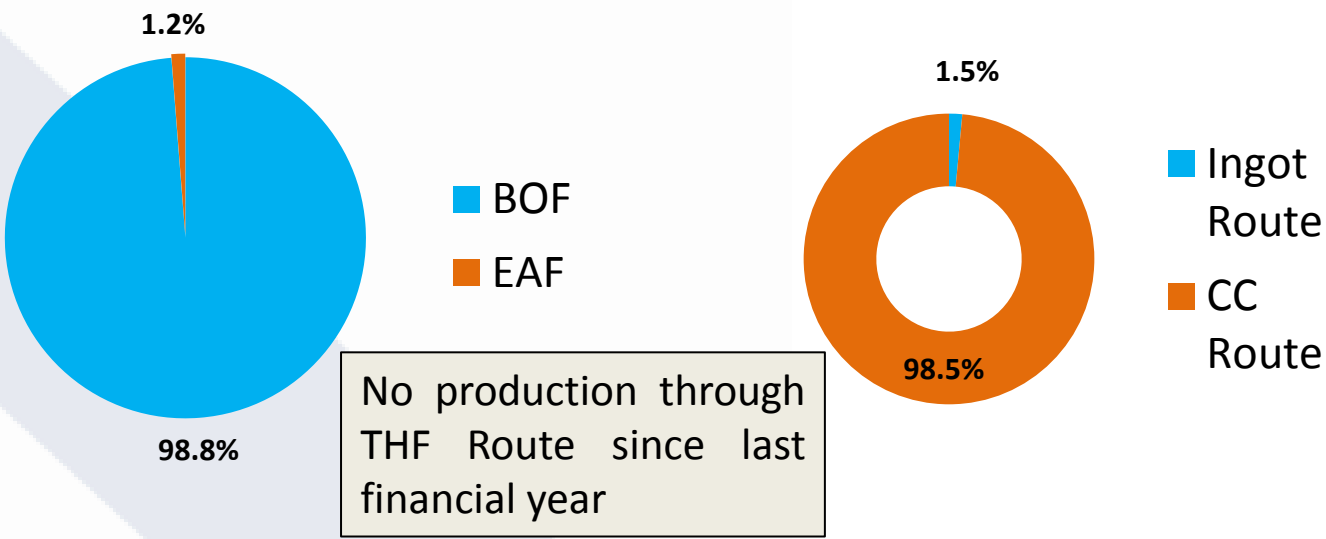 1.2%
BOF
EAF
98.8%
No production through
THF Route since last
financial year
1.5%
98.5%
Ingot
Route
CC
Route